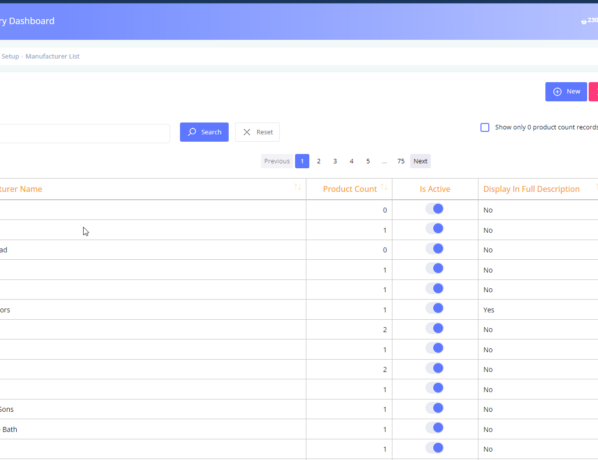 ry Dashboard
Setup - Manufacturer List
New
Search Reset Show only 0 product count records
Previous 1 2 3 4 5 ... 75 Next
turer Name Product Count Is Active Display In Full Description
0 No
1 No
ad 0 No
1 No
1 No
ors 1 Yes
2 No
1 No
2 No
1 No
Sons 1 No
Bath 1 No
1 No